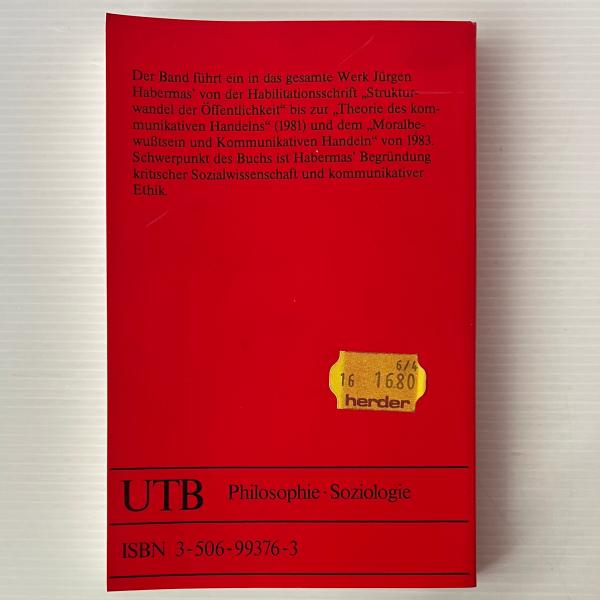 Der Band führt ein in das gesamte Werk Jürgen
Habermas' von der Habilitationsschrift „Struktur-
wandel der Öffentlichkeit“ bis zur „Theorie des kom-
munikativen Handelns“ (1981) und dem „Moralbe-
wußtsein und Kommunikativen Handeln“ von 1983.
Schwerpunkt des Buchs ist Habermas' Begründung
kritischer Sozialwissenschaft und kommunikativer
Ethik.
6/4
16 1680
herder
UTB Philosophie · Soziologie
ISBN 3-506-99376-3